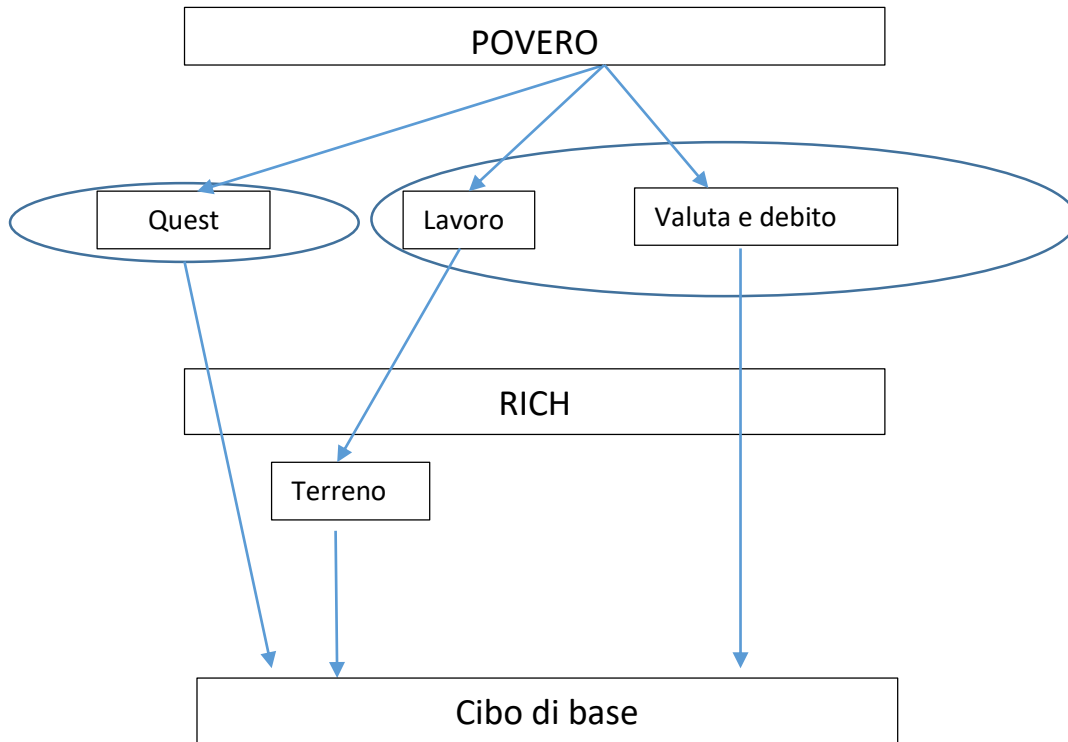 POVERO
Quest
Lavoro
Valuta e debito
RICH
Terreno
Cibo di base